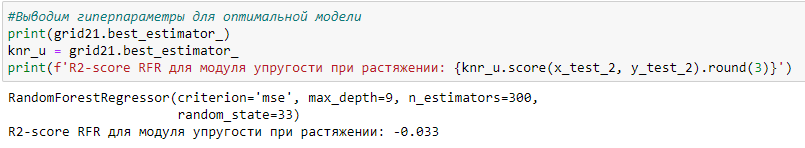 #Выводим гиперпараметры для оптимальной модели
print(grid21.best_estimator_)
knr_u = grid21.best_estimator_
print(f'R2-score RFR для модуля упругости при растяжении: {knr_u.score(x_test_2, y_test_2).round(3)}')
RandomForestRegressor(criterion='mse', max_depth=9, n_estimators=300,
random_state=33)
R2-score RFR для модуля упругости при растяжении: -0.033